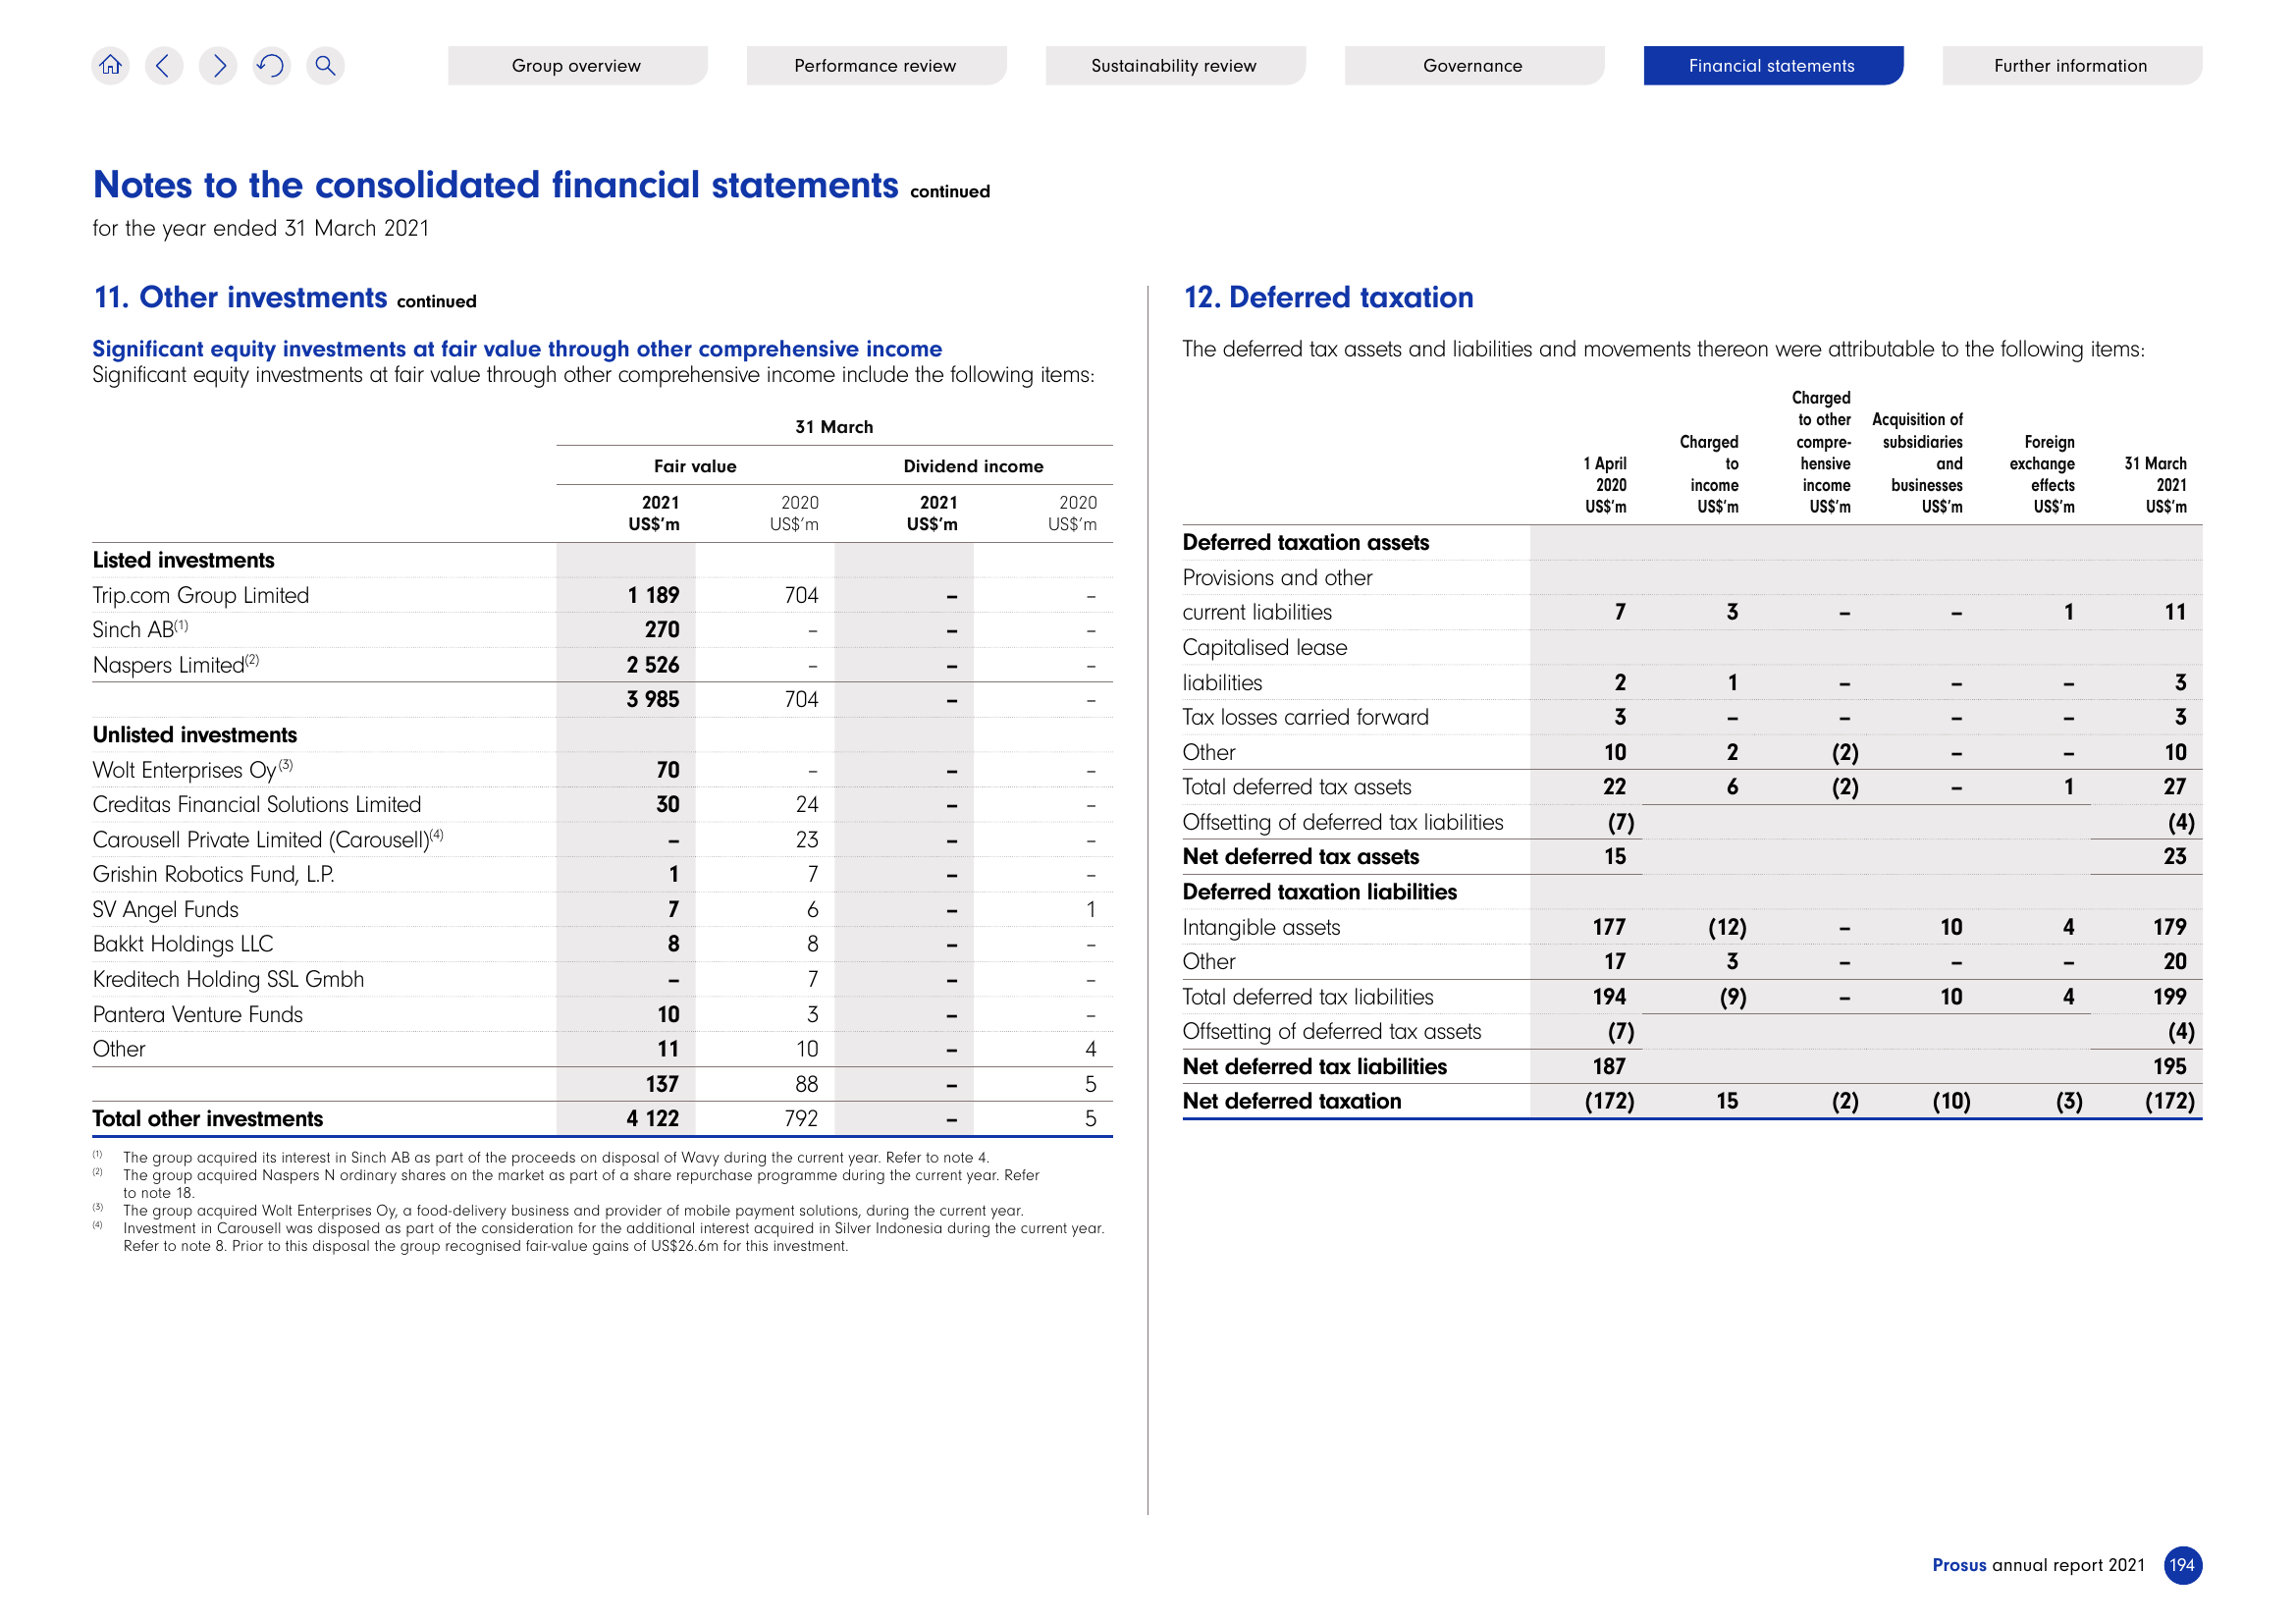 Group overview
Performance review
Sustainability review
Governance
Financial statements
Further information
Notes to the consolidated financial statements continued
for the year ended 31 March 2021
11. Other investments continued
Significant equity investments at fair value through other comprehensive income
Significant equity investments at fair value through other comprehensive income include the following items:
31 March
Fair value Dividend income
2021 2020 2021 2020
US$'m US$'m US$'m US$'m
Listed investments
Trip.com Group Limited 1 189 704 – –
Sinch AB(1) 270 – – –
Naspers Limited(2) 2 526 – – –
3 985 704 – –
Unlisted investments
Wolt Enterprises Oy(3) 70 – – –
Creditas Financial Solutions Limited 30 24 – –
Carousell Private Limited (Carousell)(4) – 23 – –
Grishin Robotics Fund, L.P. 1 7 – –
SV Angel Funds 7 6 – 1
Bakkt Holdings LLC 8 8 – –
Kreditech Holding SSL Gmbh – 7 – –
Pantera Venture Funds 10 3 – –
Other 11 10 – 4
137 88 – 5
Total other investments 4 122 792 – 5
(1) The group acquired its interest in Sinch AB as part of the proceeds on disposal of Wavy during the current year. Refer to note 4.
(2) The group acquired Naspers N ordinary shares on the market as part of a share repurchase programme during the current year. Refer
to note 18.
(3) The group acquired Wolt Enterprises Oy, a food-delivery business and provider of mobile payment solutions, during the current year.
(4) Investment in Carousell was disposed as part of the consideration for the additional interest acquired in Silver Indonesia during the current year.
Refer to note 8. Prior to this disposal the group recognised fair-value gains of US$26.6m for this investment.
12. Deferred taxation
The deferred tax assets and liabilities and movements thereon were attributable to the following items:
Charged
to other Acquisition of
Charged compre- subsidiaries Foreign
1 April to hensive and exchange 31 March
2020 income income businesses effects 2021
US$'m US$'m US$'m US$'m US$'m US$'m
Deferred taxation assets
Provisions and other
current liabilities 7 3 – – 1 11
Capitalised lease
liabilities 2 1 – – – 3
Tax losses carried forward 3 – – – – 3
Other 10 2 (2) – – 10
Total deferred tax assets 22 6 (2) – 1 27
Offsetting of deferred tax liabilities (7) (4)
Net deferred tax assets 15 23
Deferred taxation liabilities
Intangible assets 177 (12) – 10 4 179
Other 17 3 – – – 20
Total deferred tax liabilities 194 (9) – 10 4 199
Offsetting of deferred tax assets (7) (4)
Net deferred tax liabilities 187 195
Net deferred taxation (172) 15 (2) (10) (3) (172)
Prosus annual report 2021 194